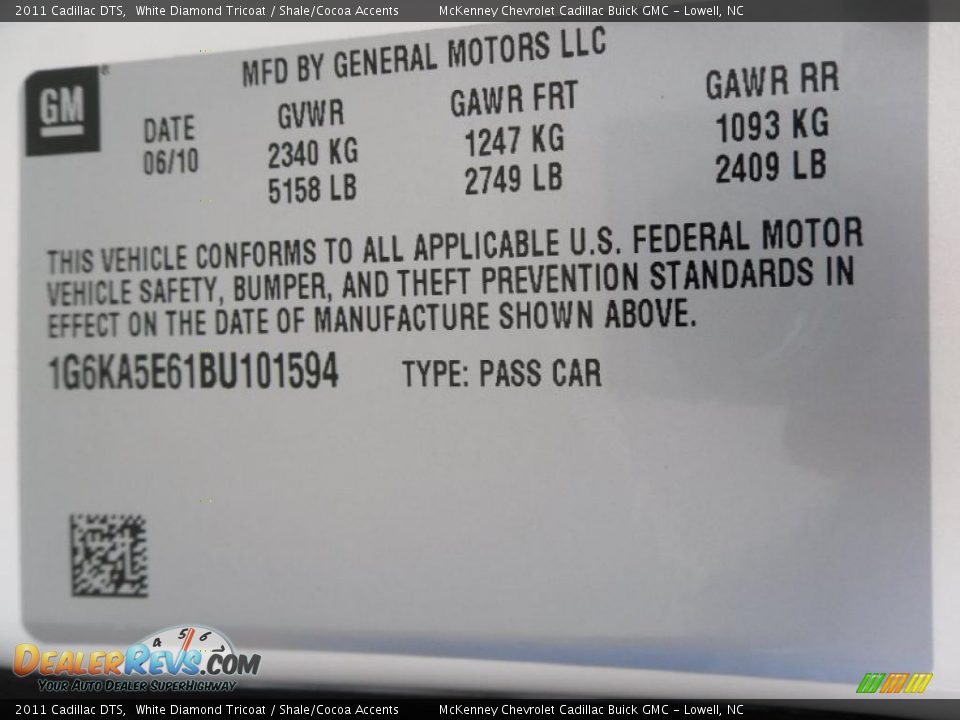 2011 Cadillac DTS, White Diamond Tricoat / Shale/Cocoa Accents McKenney Chevrolet Cadillac Buick GMC - Lowell, NC
MFD BY GENERAL MOTORS LLC
GM®
DATE GVWR GAWR FRT GAWR RR
06/10 2340 KG 1247 KG 1093 KG
5158 LB 2749 LB 2409 LB
THIS VEHICLE CONFORMS TO ALL APPLICABLE U.S. FEDERAL MOTOR
VEHICLE SAFETY, BUMPER, AND THEFT PREVENTION STANDARDS IN
EFFECT ON THE DATE OF MANUFACTURE SHOWN ABOVE.
1G6KA5E61BU101594 TYPE: PASS CAR
4 5 6 7
DEALERREVS.COM
YOUR AUTO DEALER SUPERHIGHWAY
2011 Cadillac DTS, White Diamond Tricoat / Shale/Cocoa Accents McKenney Chevrolet Cadillac Buick GMC - Lowell, NC